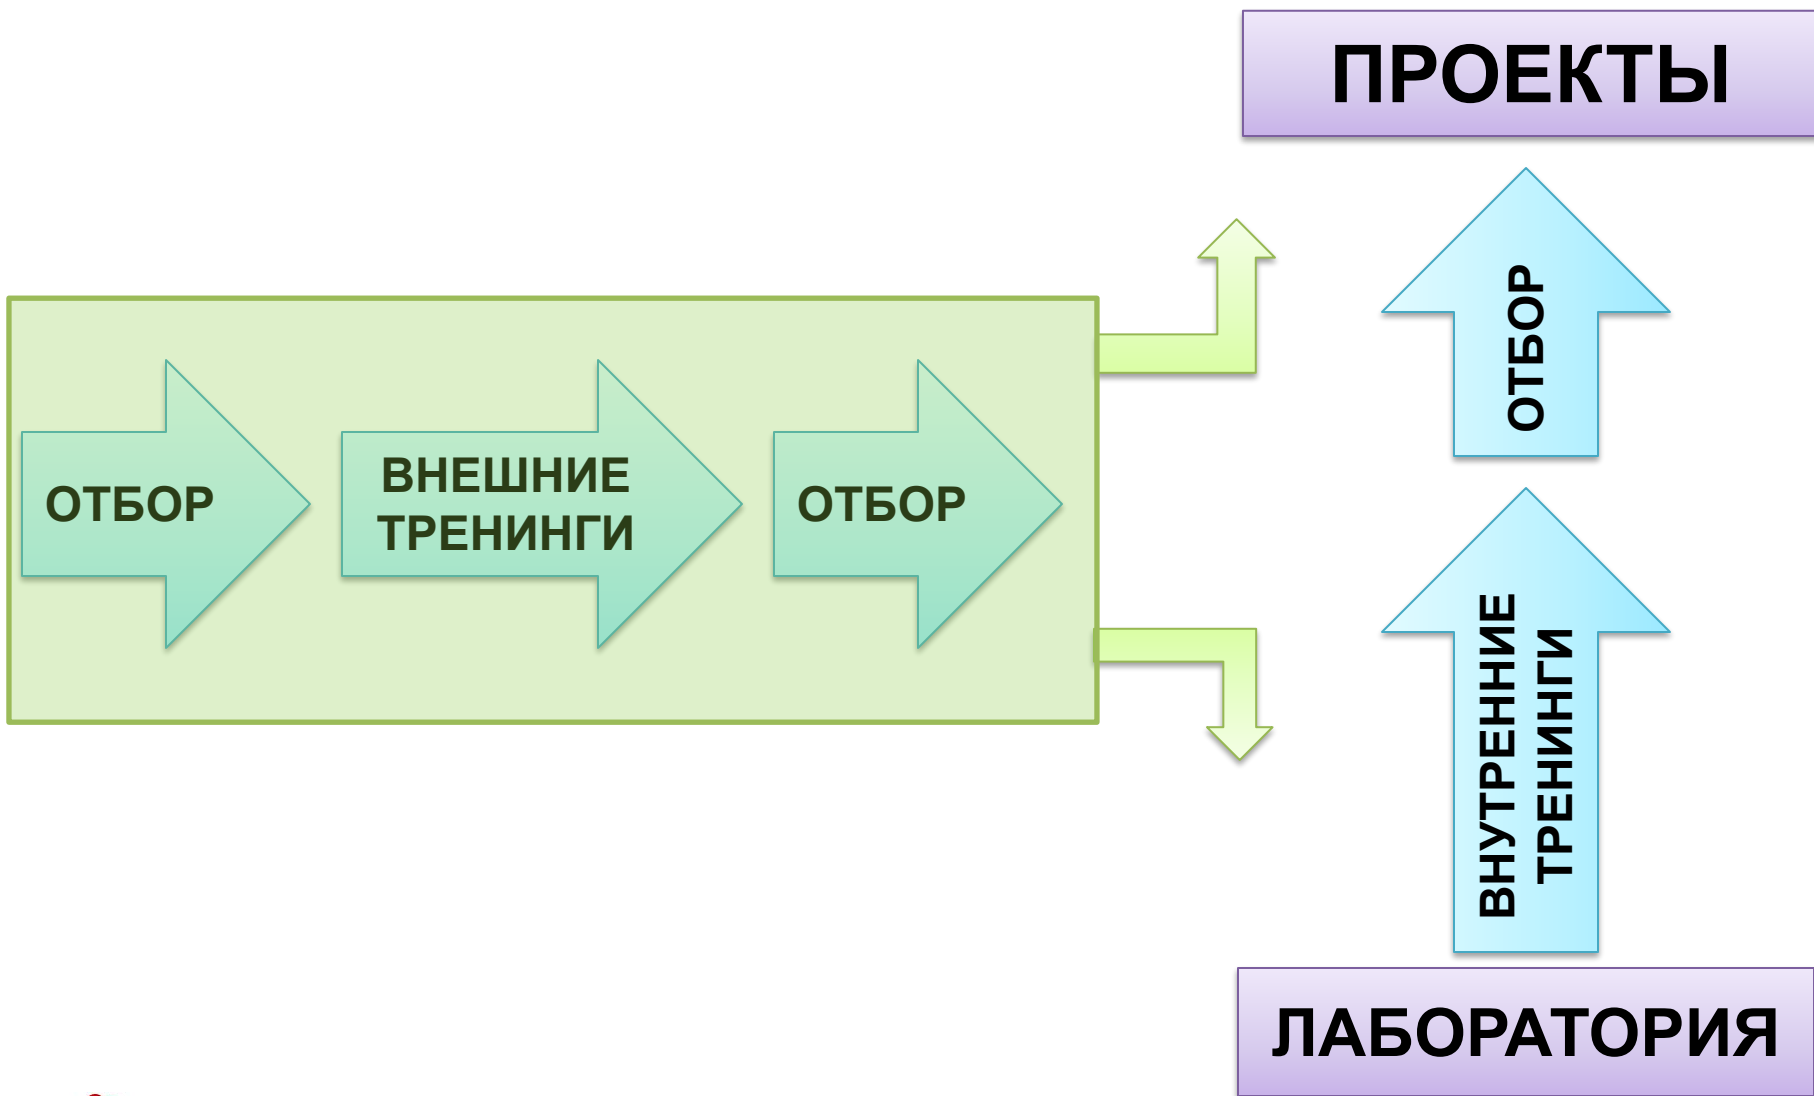 ПРОЕКТЫ
ОТБОР
ВНЕШНИЕ
ТРЕНИНГИ
ОТБОР
ОТБОР
ВНУТРЕННИЕ
ТРЕНИНГИ
ЛАБОРАТОРИЯ